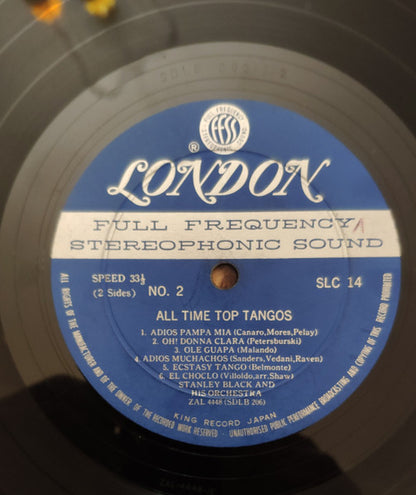 FULL FREQUENCY
FFSS
®
LONDON
FULL FREQUENCY
STEREOPHONIC SOUND
SPEED 33⅓
(2 Sides) NO. 2
SLC 14
ALL TIME TOP TANGOS
1. ADIOS PAMPA MIA (Canaro,Mores,Pelay)
2. OH! DONNA CLARA (Petersburski)
3. OLE GUAPA (Malando)
4. ADIOS MUCHACHOS (Sanders,Vedani,Raven)
5. ECSTASY TANGO (Belmonte)
6. EL CHOCLO (Villoldo,arr.Shaw)
STANLEY BLACK AND
HIS ORCHESTRA
ZAL 4448 (SDLB 206)
KING RECORD JAPAN
ALL RIGHTS OF THE MANUFACTURER AND OF THE OWNER OF THE RECORDED WORK RESERVED - UNAUTHORISED PUBLIC PERFORMANCE BROADCASTING AND COPYING OF THIS RECORD PROHIBITED